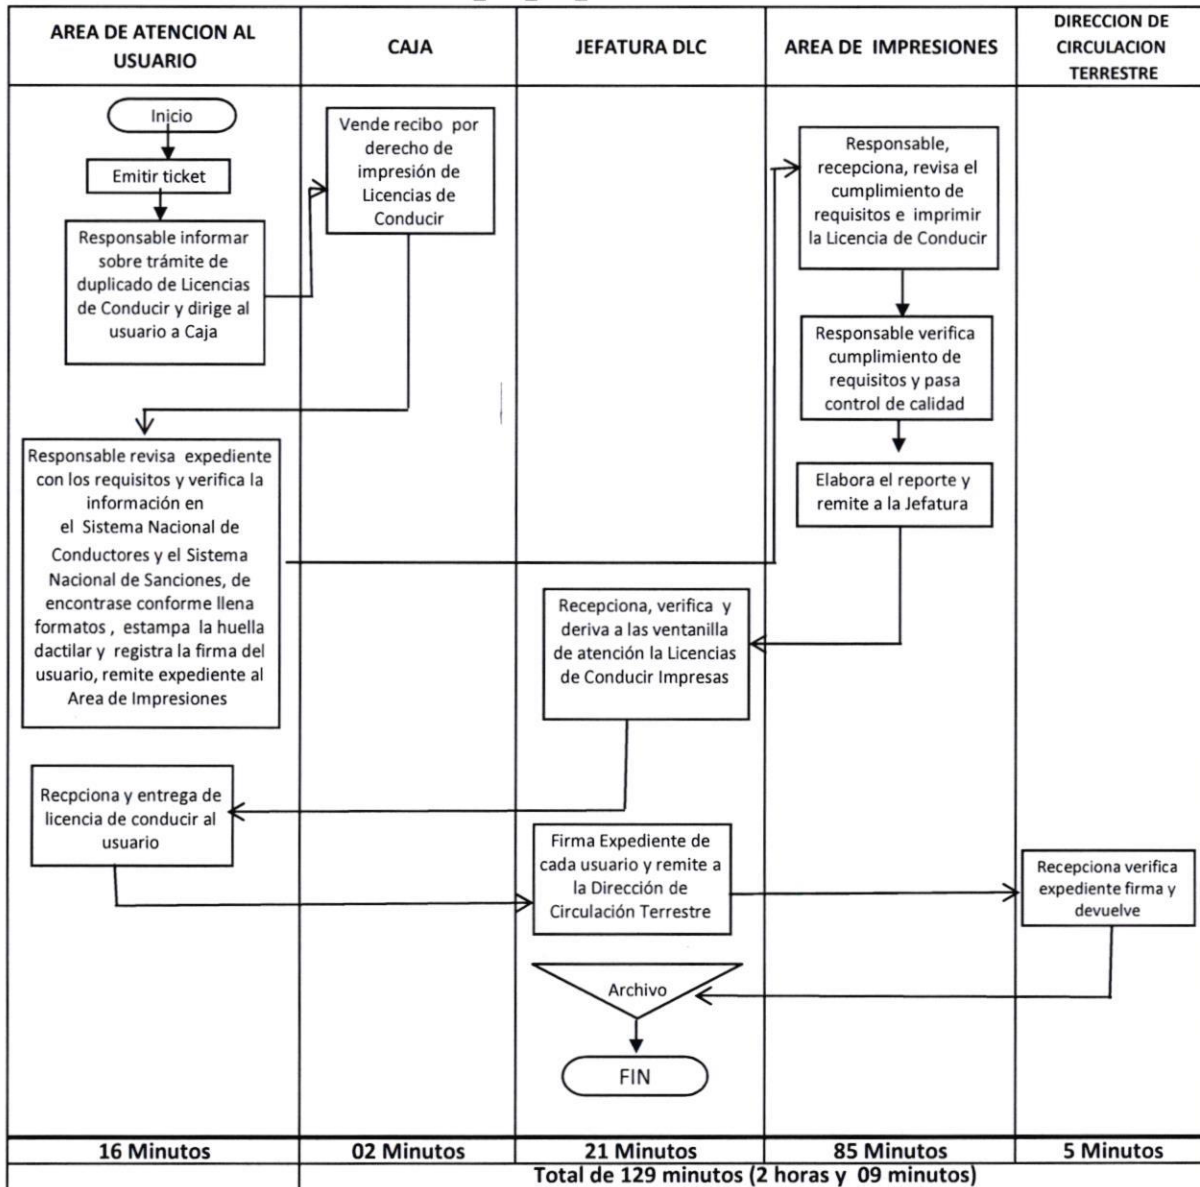 AREA DE ATENCION AL
USUARIO
CAJA
JEFATURA DLC
AREA DE IMPRESIONES
DIRECCION DE
CIRCULACION
TERRESTRE
Inicio
Emitir ticket
Responsable informar
sobre trámite de
duplicado de Licencias
de Conducir y dirige al
usuario a Caja
Vende recibo por
derecho de
impresión de
Licencias de
Conducir
Responsable revisa expediente
con los requisitos y verifica la
información en
el Sistema Nacional de
Conductores y el Sistema
Nacional de Sanciones, de
encontrase conforme llena
formatos , estampa la huella
dactilar y registra la firma del
usuario, remite expediente al
Area de Impresiones
Responsable,
recepciona, revisa el
cumplimiento de
requisitos e imprimir
la Licencia de Conducir
Responsable verifica
cumplimiento de
requisitos y pasa
control de calidad
Elabora el reporte y
remite a la Jefatura
Recepciona, verifica y
deriva a las ventanilla
de atención la Licencias
de Conducir Impresas
Recpciona y entrega de
licencia de conducir al
usuario
Firma Expediente de
cada usuario y remite a
la Dirección de
Circulación Terrestre
Recepciona verifica
expediente firma y
devuelve
Archivo
FIN
16 Minutos
02 Minutos
21 Minutos
85 Minutos
5 Minutos
Total de 129 minutos (2 horas y 09 minutos)